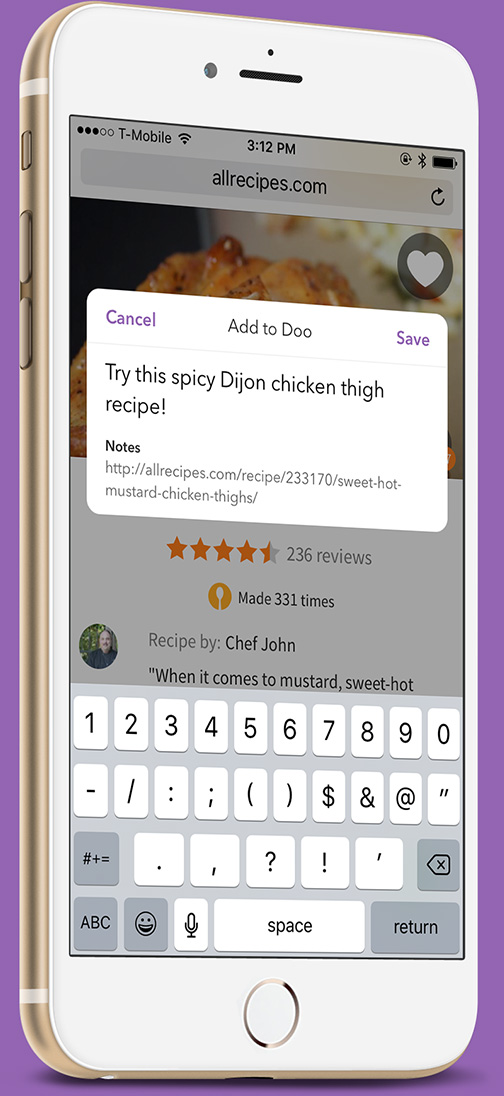 T-Mobile 3:12 PM
allrecipes.com
Cancel Add to Doo Save
Try this spicy Dijon chicken thigh
recipe!
Notes
http://allrecipes.com/recipe/233170/sweet-hot-
mustard-chicken-thighs/
236 reviews
Made 331 times
Recipe by: Chef John
"When it comes to mustard, sweet-hot
1 2 3 4 5 6 7 8 9 0
- / : ; ( ) $ & @ "
#+= . , ? ! '
ABC space return